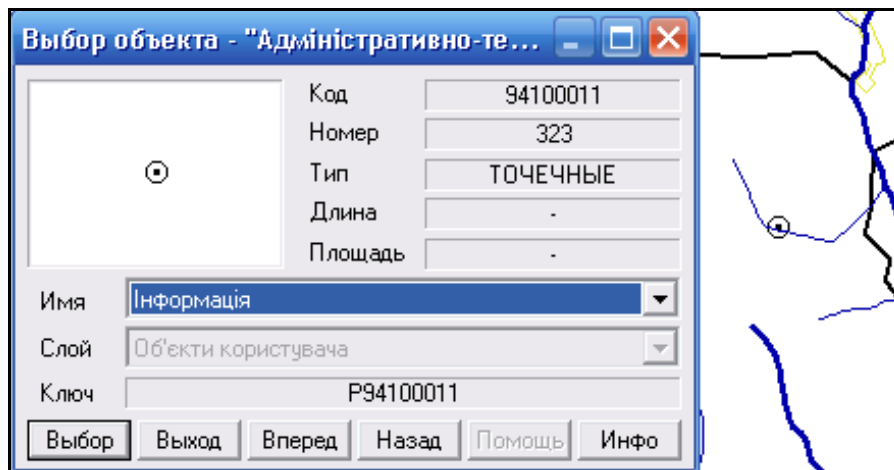 Выбор объекта - "Адміністративно-те...
Код 94100011
Номер 323
Тип ТОЧЕЧНЫЕ
Длина -
Площадь -
Имя Інформація
Слой Об'єкти користувача
Ключ P94100011
Выбор Выход Вперед Назад Помощь Инфо